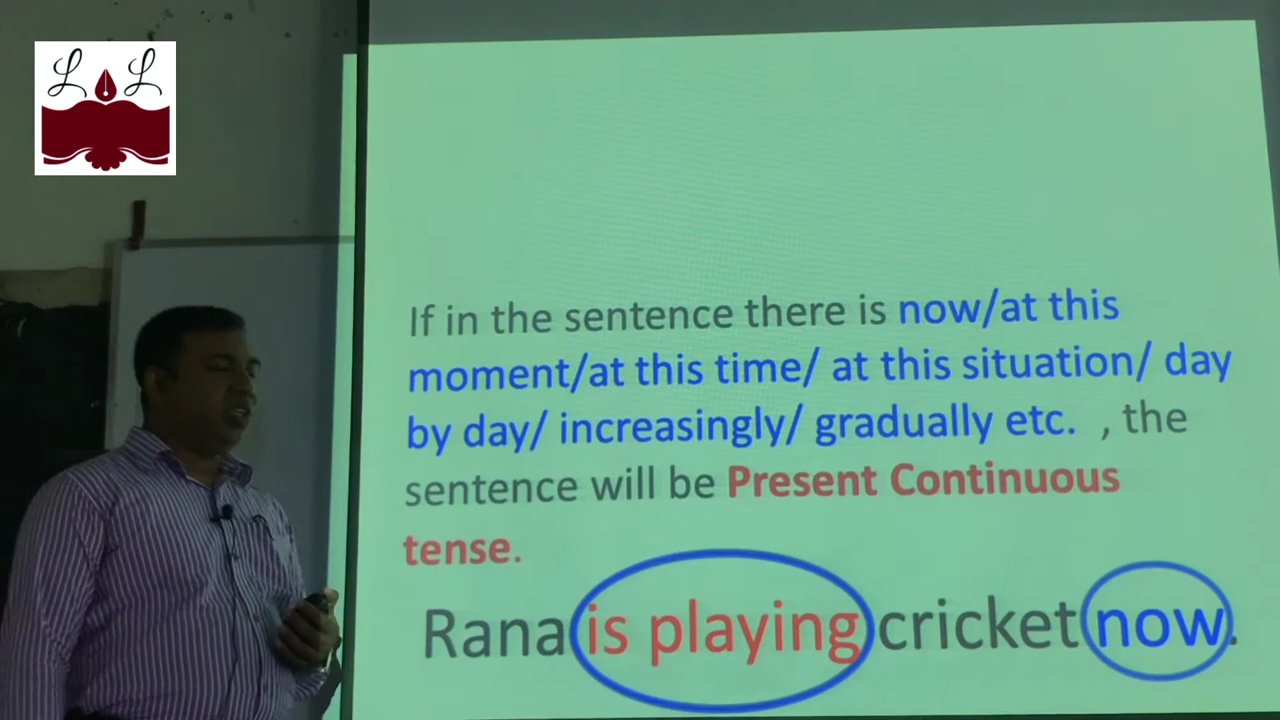 L L
If in the sentence there is now/at this
moment/at this time/ at this situation/ day
by day/ increasingly/ gradually etc. , the
sentence will be Present Continuous
tense.
Rana is playing cricket now.